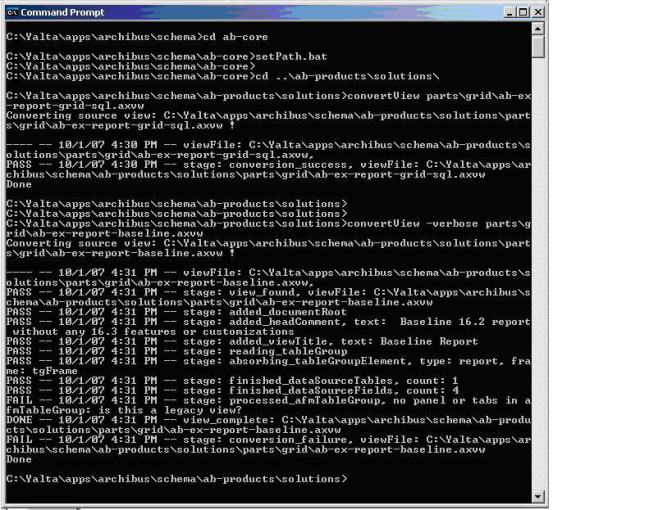 Command Prompt
C:\Yalta\apps\archibus\schema>cd ab-core
C:\Yalta\apps\archibus\schema\ab-core>setPath.bat
C:\Yalta\apps\archibus\schema\ab-core>
C:\Yalta\apps\archibus\schema\ab-core>cd ..\ab-products\solutions\
C:\Yalta\apps\archibus\schema\ab-products\solutions>convertView parts\grid\ab-ex
-report-grid-sql.axvw
Converting source view: C:\Yalta\apps\archibus\schema\ab-products\solutions\part
s\grid\ab-ex-report-grid-sql.axvw !
---- -- 10/1/07 4:30 PM -- viewFile: C:\Yalta\apps\archibus\schema\ab-products\s
olutions\parts\grid\ab-ex-report-grid-sql.axvw,
PASS -- 10/1/07 4:30 PM -- stage: conversion_success, viewFile: C:\Yalta\apps\ar
chibus\schema\ab-products\solutions\parts\grid\ab-ex-report-grid-sql.axvw
Done
C:\Yalta\apps\archibus\schema\ab-products\solutions>
C:\Yalta\apps\archibus\schema\ab-products\solutions>
C:\Yalta\apps\archibus\schema\ab-products\solutions>convertView -verbose parts\g
rid\ab-ex-report-baseline.axvw
Converting source view: C:\Yalta\apps\archibus\schema\ab-products\solutions\part
s\grid\ab-ex-report-baseline.axvw !
---- -- 10/1/07 4:31 PM -- viewFile: C:\Yalta\apps\archibus\schema\ab-products\s
olutions\parts\grid\ab-ex-report-baseline.axvw,
PASS -- 10/1/07 4:31 PM -- stage: view_found, viewFile: C:\Yalta\apps\archibus\s
chema\ab-products\solutions\parts\grid\ab-ex-report-baseline.axvw
PASS -- 10/1/07 4:31 PM -- stage: added_documentRoot
PASS -- 10/1/07 4:31 PM -- stage: added_headComment, text:  Baseline 16.2 report
 without any 16.3 features or customizations
PASS -- 10/1/07 4:31 PM -- stage: added_viewTitle, text: Baseline Report
PASS -- 10/1/07 4:31 PM -- stage: reading_tableGroup
PASS -- 10/1/07 4:31 PM -- stage: absorbing_tableGroupElement, type: report, fra
me: tgFrame
PASS -- 10/1/07 4:31 PM -- stage: finished_dataSourceTables, count: 1
PASS -- 10/1/07 4:31 PM -- stage: finished_dataSourceFields, count: 4
FAIL -- 10/1/07 4:31 PM -- stage: processed_afmTableGroup, no panel or tabs in a
fmTableGroup: is this a legacy view?
DONE -- 10/1/07 4:31 PM -- view_complete: C:\Yalta\apps\archibus\schema\ab-produ
cts\solutions\parts\grid\ab-ex-report-baseline.axvw
FAIL -- 10/1/07 4:31 PM -- stage: conversion_failure, viewFile: C:\Yalta\apps\ar
chibus\schema\ab-products\solutions\parts\grid\ab-ex-report-baseline.axvw
Done
C:\Yalta\apps\archibus\schema\ab-products\solutions>